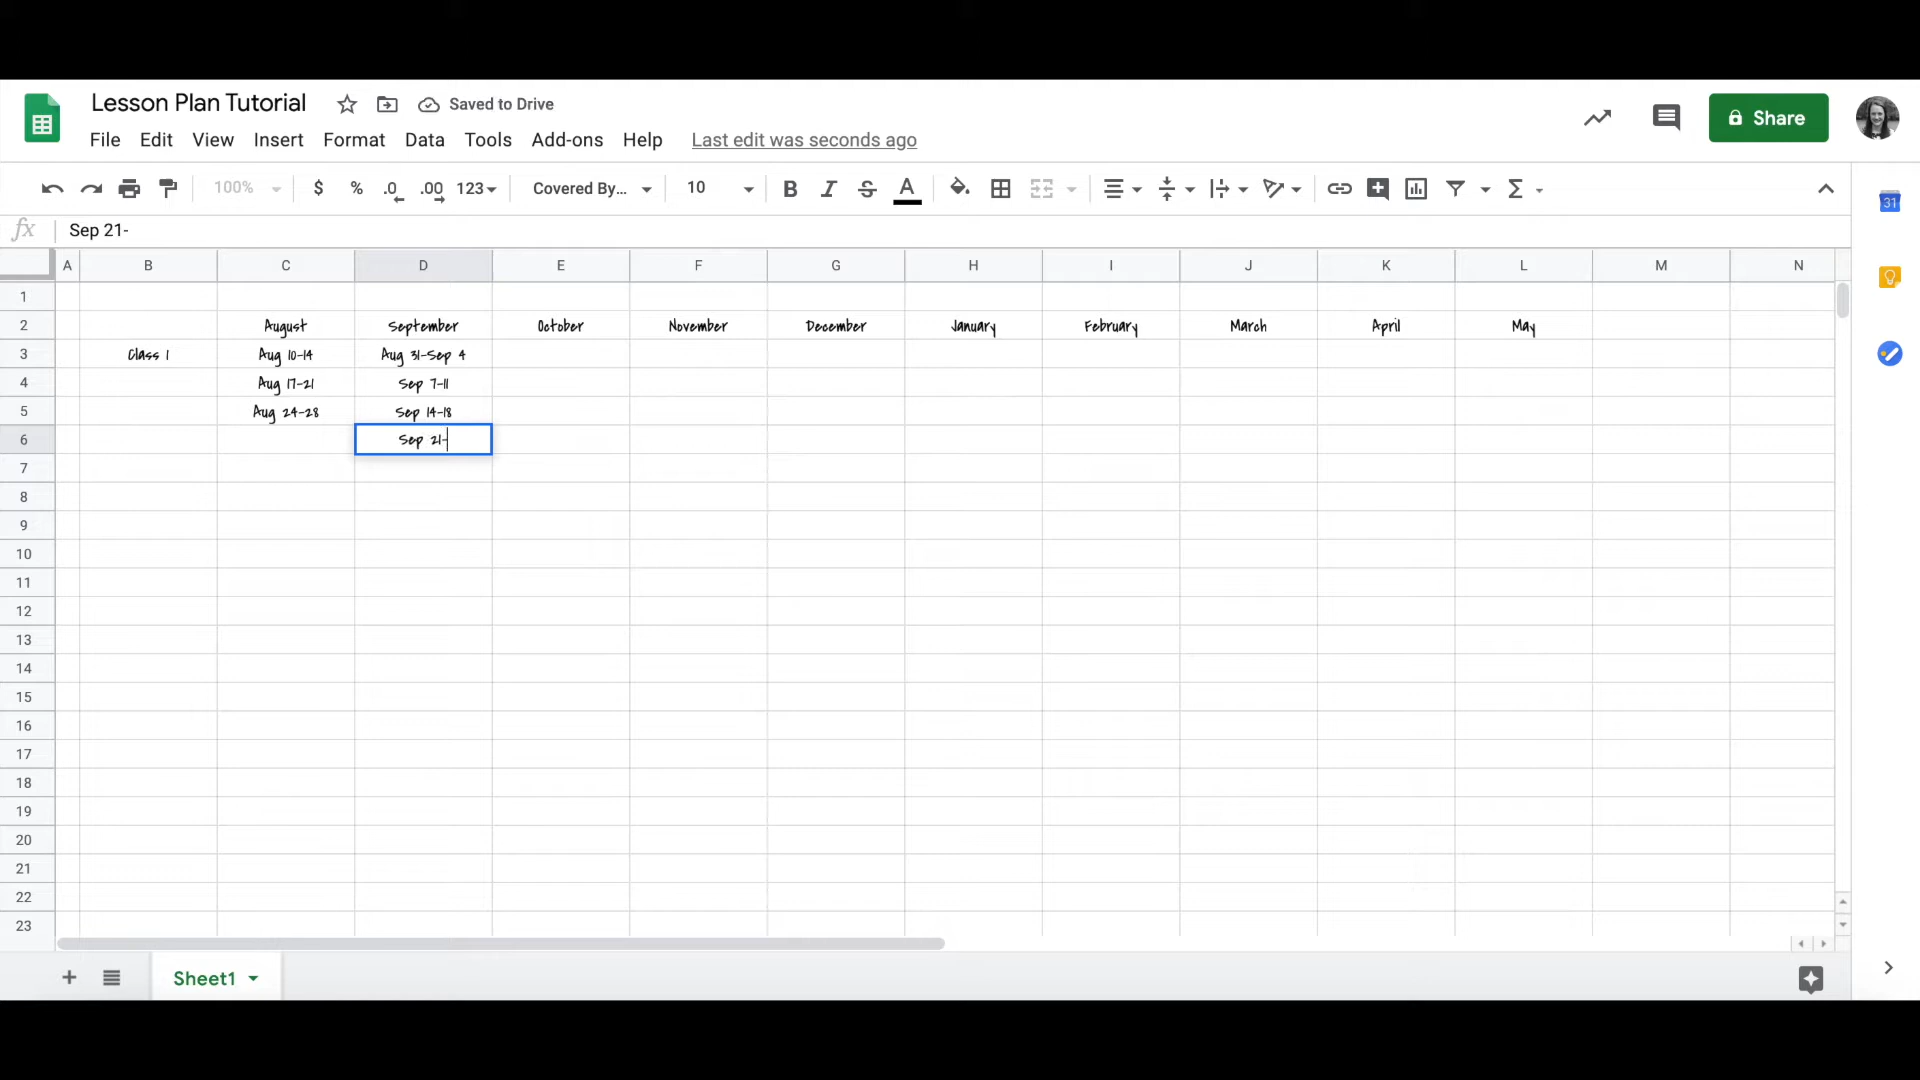 Lesson Plan Tutorial Saved to Drive
File Edit View Insert Format Data Tools Add-ons Help Last edit was seconds ago
Share
100% $ % .0 .00 123 Covered By... 10 B I S A Σ
31
fx Sep 21-
A B C D E F G H I J K L M N
1
2 August September October November December January February March April May
3 Class 1 Aug 10-14 Aug 31-Sep 4
4 Aug 17-21 Sep 7-11
5 Aug 24-28 Sep 14-18
6 Sep 21-
7
8
9
10
11
12
13
14
15
16
17
18
19
20
21
22
23
Sheet1